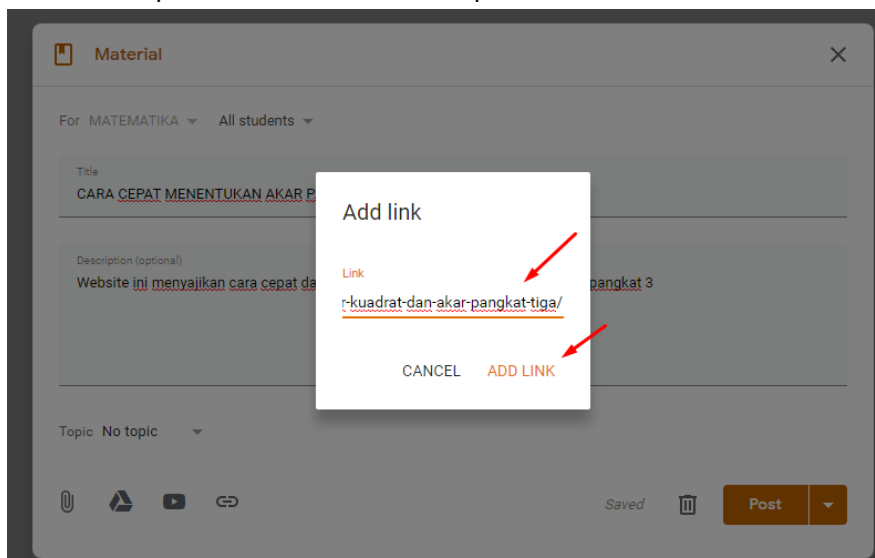 Material
For MATEMATIKA All students
Title
CARA CEPAT MENENTUKAN AKAR P
Add link
Description (optional)
Link
Website ini menyajikan cara cepat da pangkat 3
r-kuadrat-dan-akar-pangkat-tiga/
CANCEL ADD LINK
Topic No topic
Saved Post